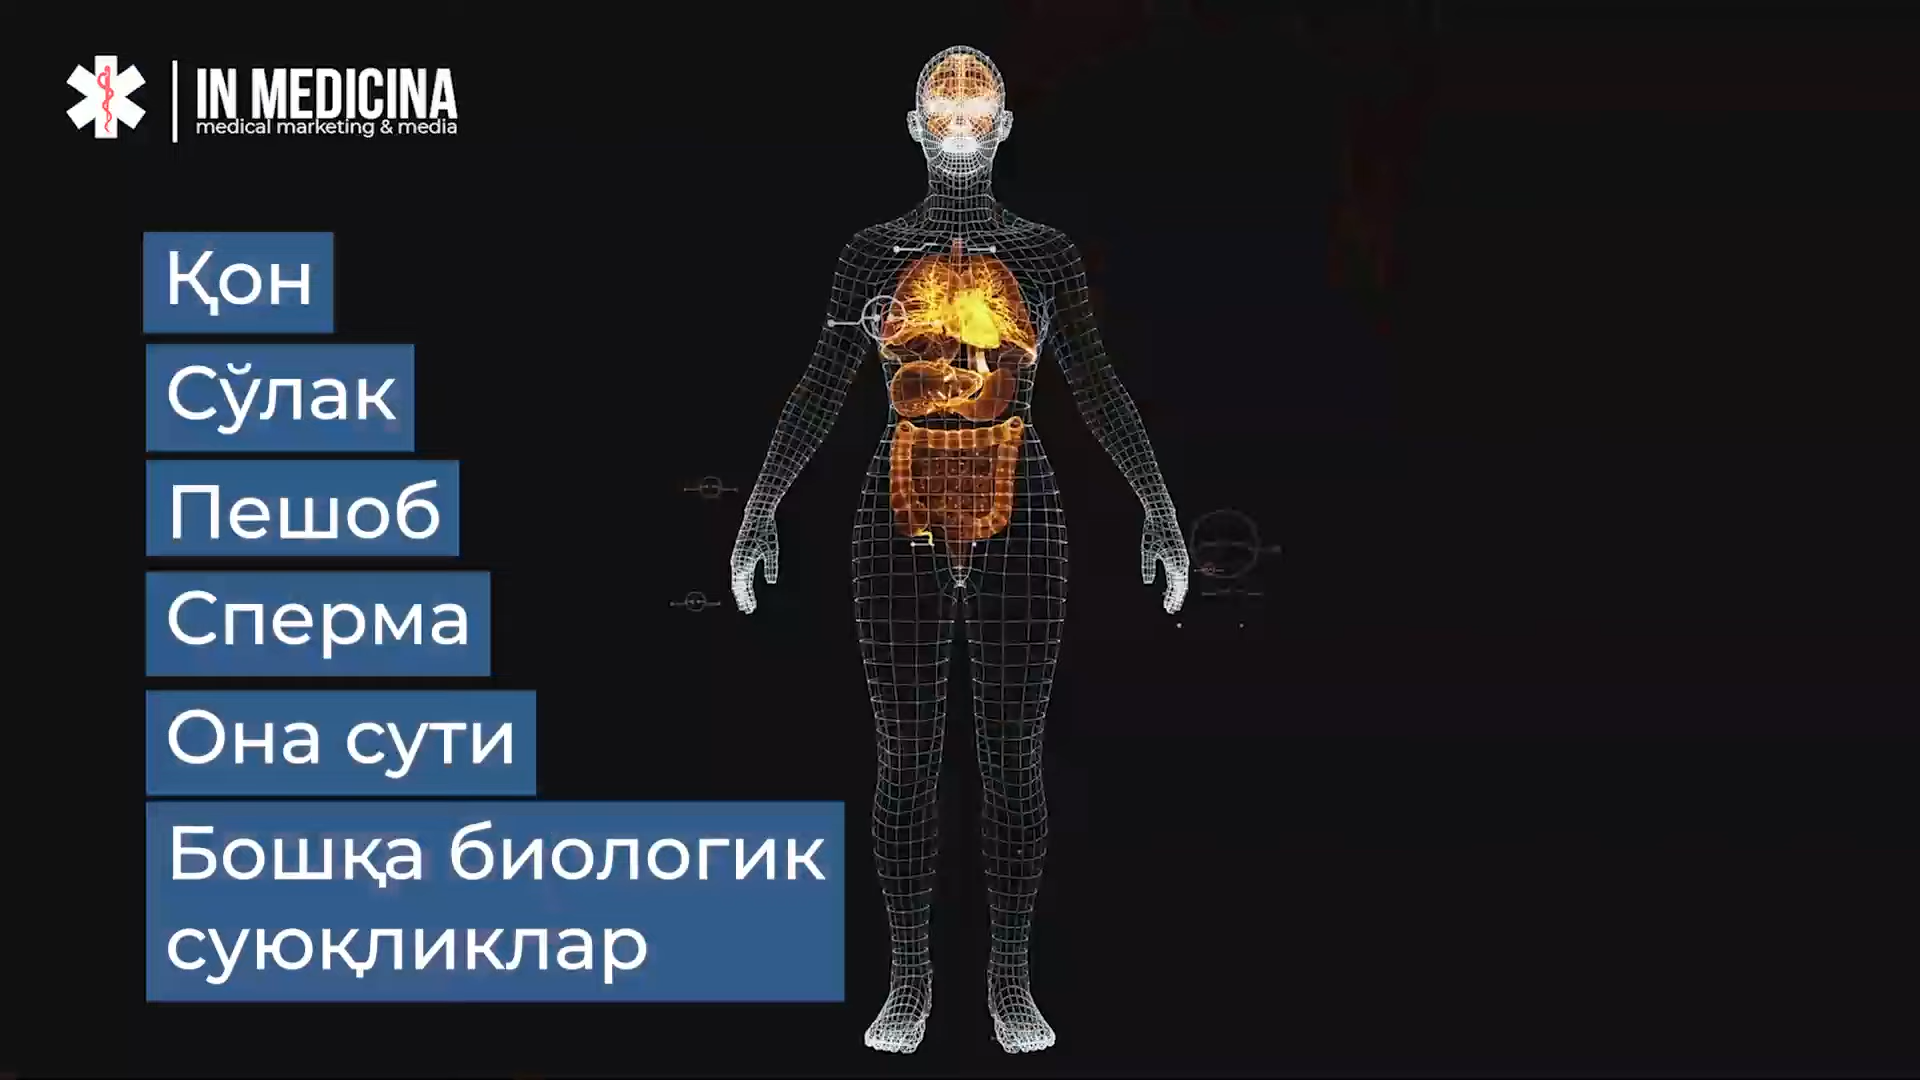 IN MEDICINA
medical marketing & media
Қон
Сўлак
Пешоб
Сперма
Она сути
Бошқа биологик
суюқликлар